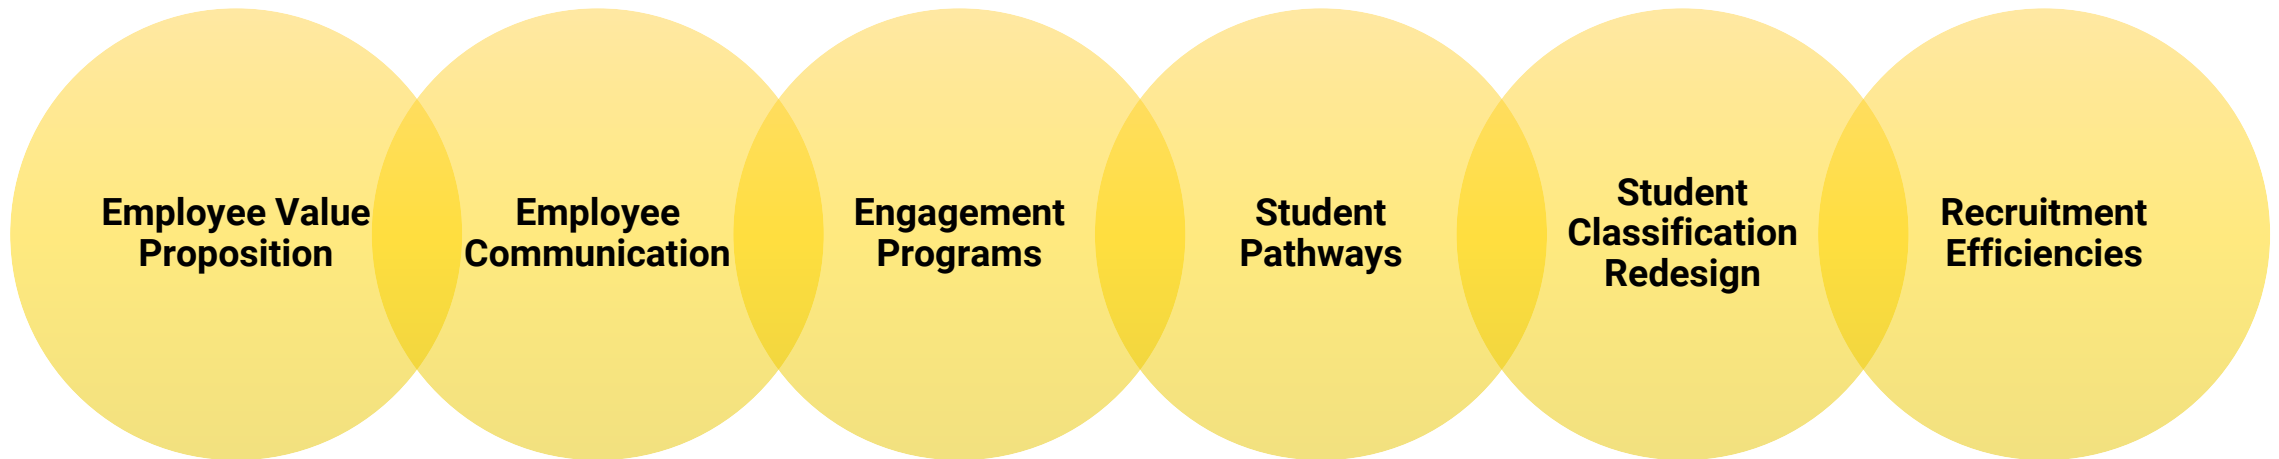 Employee Value
Proposition
Employee
Communication
Engagement
Programs
Student
Pathways
Student
Classification
Redesign
Recruitment
Efficiencies